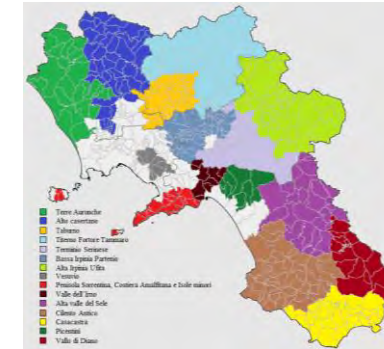 Terre Aurunche
Alto casertano
Taburno
Titerno Fortore Tammaro
Terminio Serinese
Bassa Irpinia Partenio
Alta Irpinia Ufita
Vesuvio
Penisola Sorrentina, Costiera Amalfitana e Isole minori
Valle dell'Irno
Alta valle del Sele
Cilento Antico
Casacastra
Picentini
Vallo di Diano